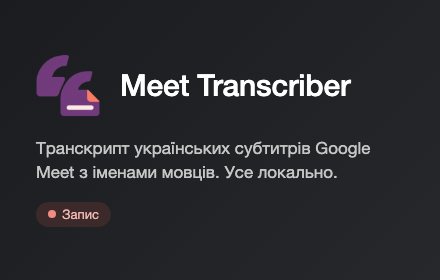 Meet Transcriber
Транскрипт українських субтитрів Google
Meet з іменами мовців. Усе локально.
Запис